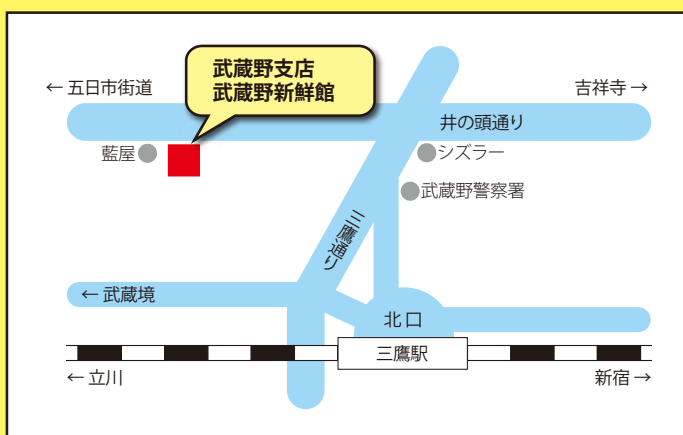 武蔵野支店
武蔵野新鮮館
← 五日市街道
吉祥寺 →
井の頭通り
藍屋
シズラー
武蔵野警察署
三鷹通り
← 武蔵境
北口
三鷹駅
← 立川
新宿 →